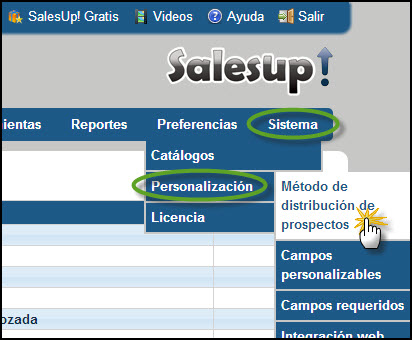 SalesUp! Gratis Videos Ayuda Salir
Salesup!
mientas Reportes Preferencias Sistema
Catálogos
Personalización
Licencia
Método de
distribución de
prospectos
Campos
personalizables
Campos requeridos
Integración web
ozada